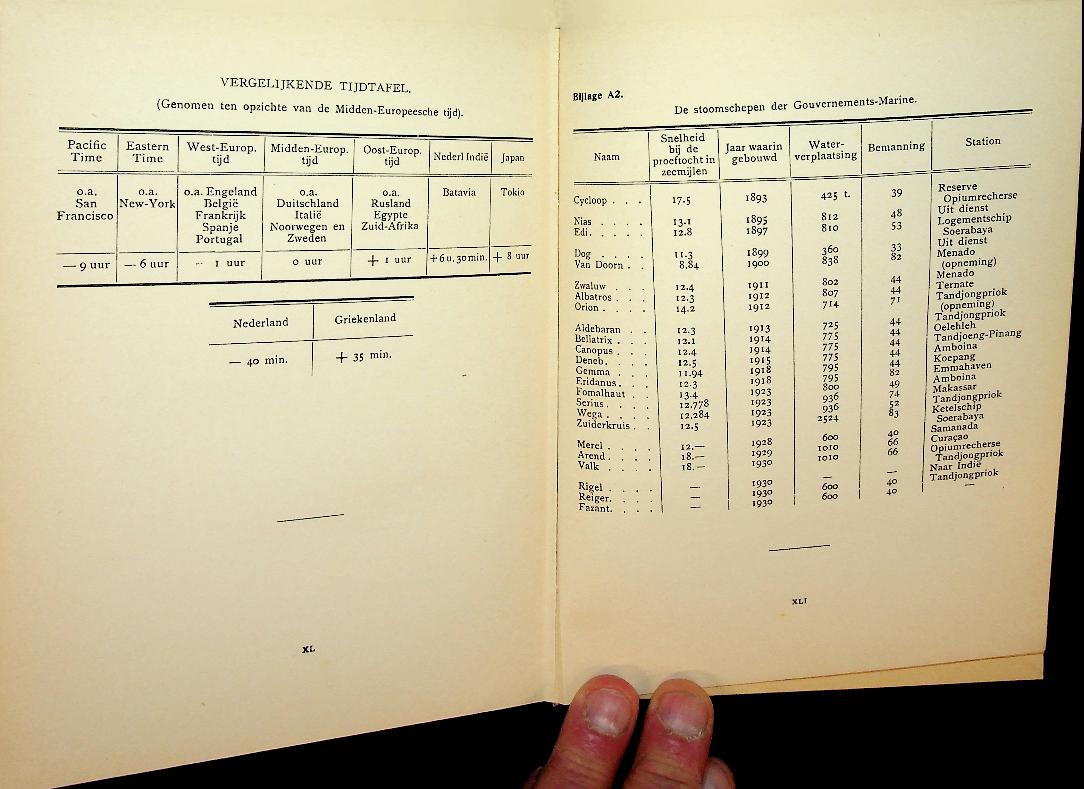 VERGELIJKENDE TIJDTAFEL.
(Genomen ten opzichte van de Midden-Europeesche tijd).
Pacific Time | Eastern Time | West-Europ. tijd | Midden-Europ. tijd | Oost-Europ. tijd | Nederl Indië | Japan
o.a. San Francisco | o.a. New-York | o.a. Engeland België Frankrijk Spanje Portugal | o.a. Duitschland Italië Noorwegen en Zweden | o.a. Rusland Egypte Zuid-Afrika | Batavia | Tokio
— 9 uur | — 6 uur | — 1 uur | 0 uur | + 1 uur | + 6 u. 30 min. | + 8 uur
Nederland | Griekenland
— 40 min. | + 35 min.
XL
Bijlage A2.
De stoomschepen der Gouvernements-Marine.
Naam | Snelheid bij de proeftocht in zeemijlen | Jaar waarin gebouwd | Water-verplaatsing | Bemanning | Station
Cycloop . . . 17.5 1893 425 t. 39 Reserve
Opiumrecherse
Nias . . . . 13.1 1895 812 48 Uit dienst
Edi. . . . . 12.8 1897 810 53 Logementschip
Soerabaya
Dog . . . . 11.3 1899 360 33 Uit dienst
Van Doorn . . 8.84 1900 838 82 Menado
(opneming)
Zwaluw . . . 12.4 1911 802 44 Menado
Albatros . . . 12.3 1912 807 44 Ternate
Orion . . . . 14.2 1912 714 71 Tandjongpriok
(opneming)
Aldebaran . . 12.3 1913 725 44 Tandjongpriok
Bellatrix . . . 12.1 1914 775 44 Oelehleh
Canopus . . . 12.4 1914 775 44 Tandjoeng-Pinang
Deneb. . . . 12.5 1915 775 44 Amboina
Gemma . . . 11.94 1918 795 44 Koepang
Eridanus. . . 12.3 1918 795 82 Emmahaven
Fomalhaut . . 13.4 1923 800 49 Amboina
Serius. . . . 12.778 1923 936 74 Makassar
Wega . . . . 12.284 1923 936 52 Tandjongpriok
Zuiderkruis . . 12.5 1923 2524 83 Ketelschip
Soerabaya
Merel . . . . 12.— 1928 600 40 Samanada
Arend. . . . 18.— 1929 1010 66 Curaçao
Valk . . . . 18.— 1930 1010 66 Opiumrecherse
Tandjongpriok
Rigel . . . . — 1930 — — Naar Indië
Reiger. . . . — 1930 600 40 Tandjongpriok
Fazant. . . . — 1930 600 40 —
XLI